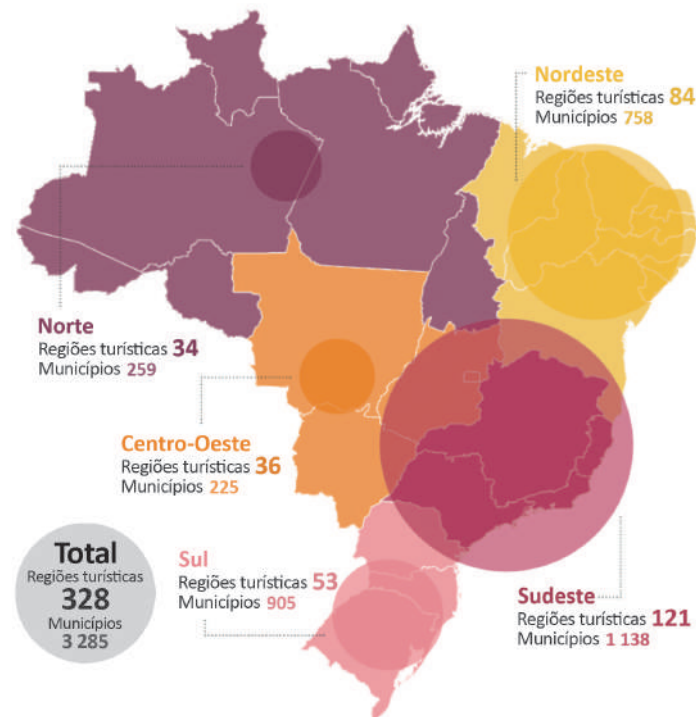 Nordeste
Regiões turísticas 84
Municípios 758
Norte
Regiões turísticas 34
Municípios 259
Centro-Oeste
Regiões turísticas 36
Municípios 225
Total
Regiões turísticas
328
Municípios
3 285
Sul
Regiões turísticas 53
Municípios 905
Sudeste
Regiões turísticas 121
Municípios 1 138